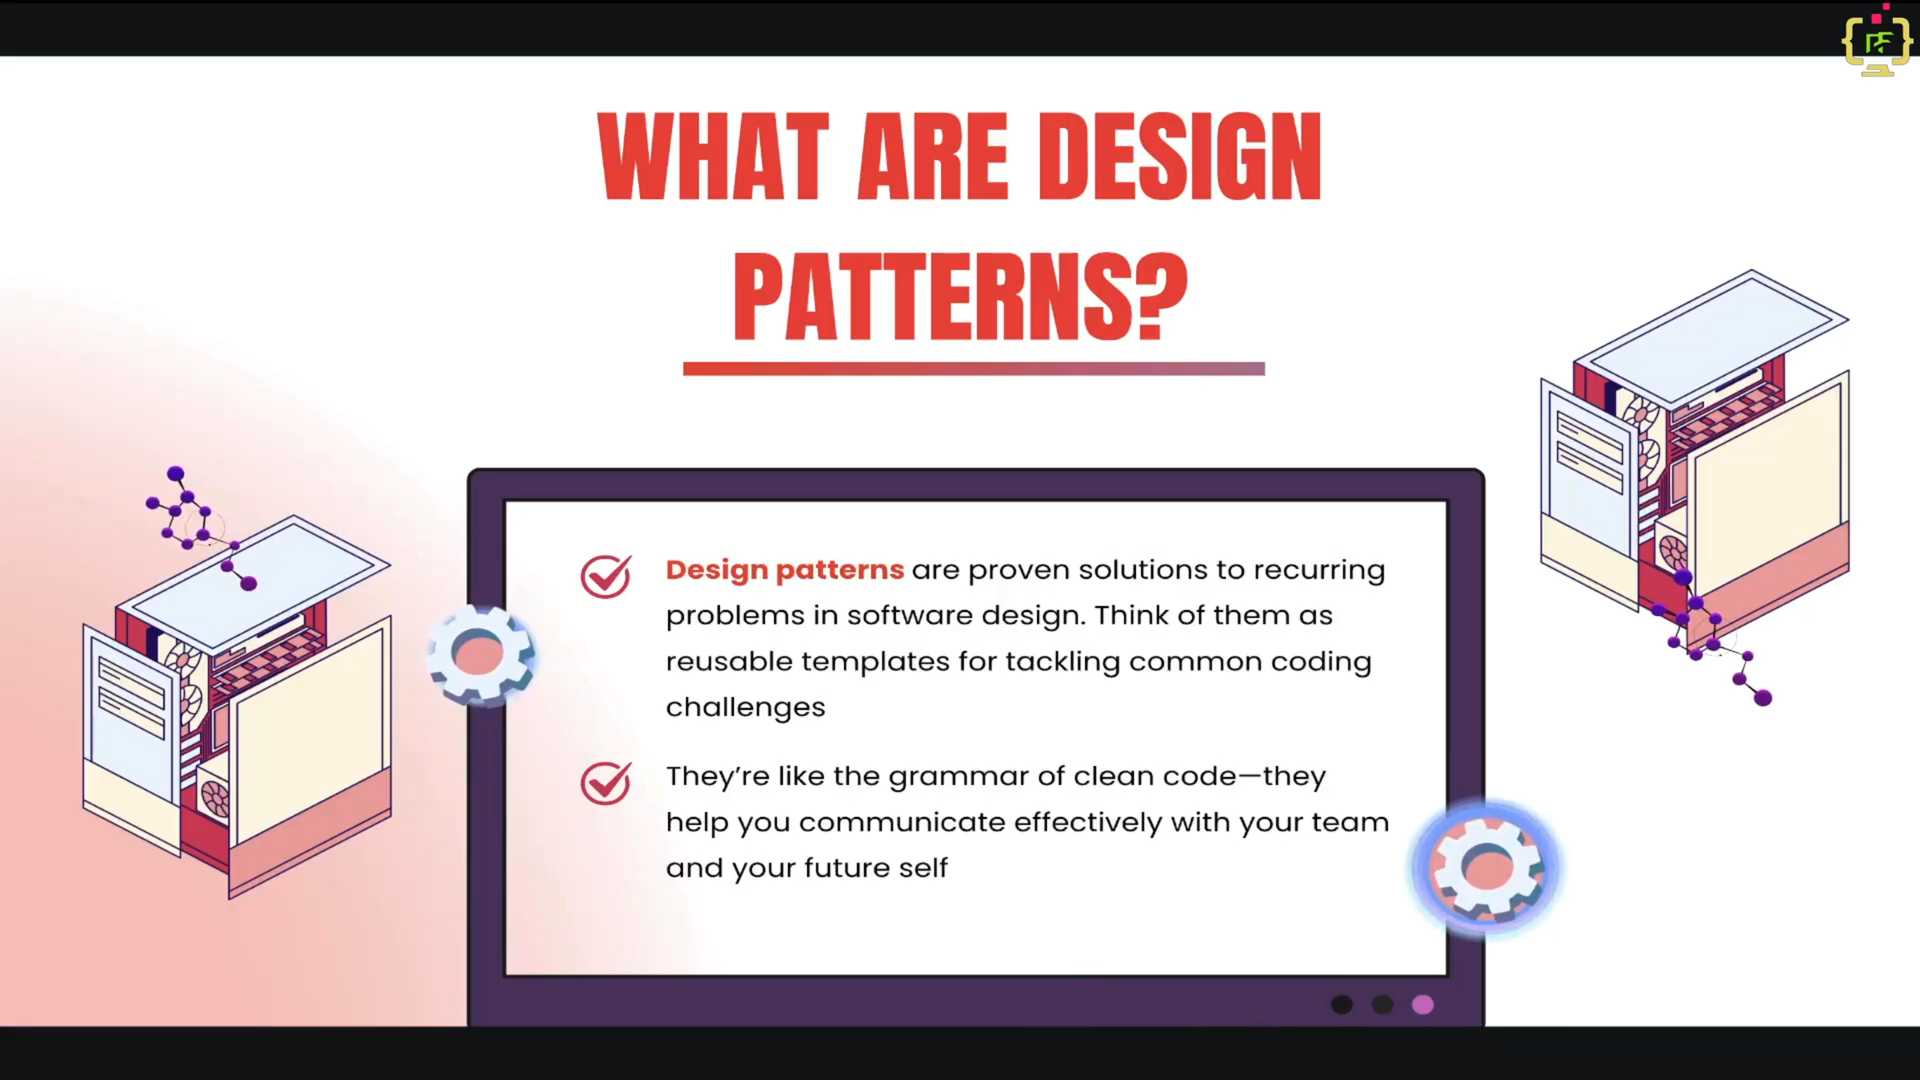 WHAT ARE DESIGN
PATTERNS?
Design patterns are proven solutions to recurring
problems in software design. Think of them as
reusable templates for tackling common coding
challenges
They’re like the grammar of clean code—they
help you communicate effectively with your team
and your future self